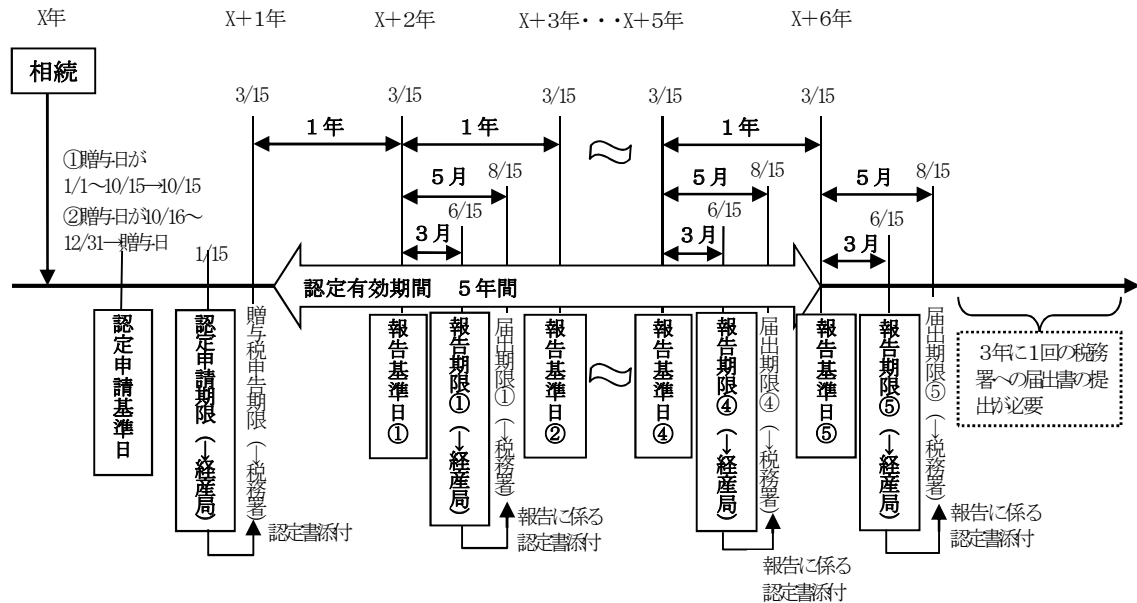 X年
X+1年
X+2年
X+3年・・・X+5年
X+6年
相続
3/15
3/15
3/15
3/15
3/15
1年
1年
1年
①贈与日が
1/1～10/15→10/15
②贈与日が10/16～
12/31→贈与日
1/15
5月
8/15
6/15
3月
5月
8/15
6/15
3月
5月
8/15
6/15
3月
認定有効期間 5年間
認定申請基準日
認定申請期限（→経産局）
贈与税申告期限（→税務署）
報告基準日①
報告期限①（→経産局）
届出期限①（→税務署）
報告基準日②
報告基準日④
報告期限④（→経産局）
届出期限④（→税務署）
報告基準日⑤
報告期限⑤（→経産局）
届出期限⑤（→税務署）
3年に1回の税務
署への届出書の提
出が必要
認定書添付
報告に係る
認定書添付
報告に係る
認定書添付
報告に係る
認定書添付